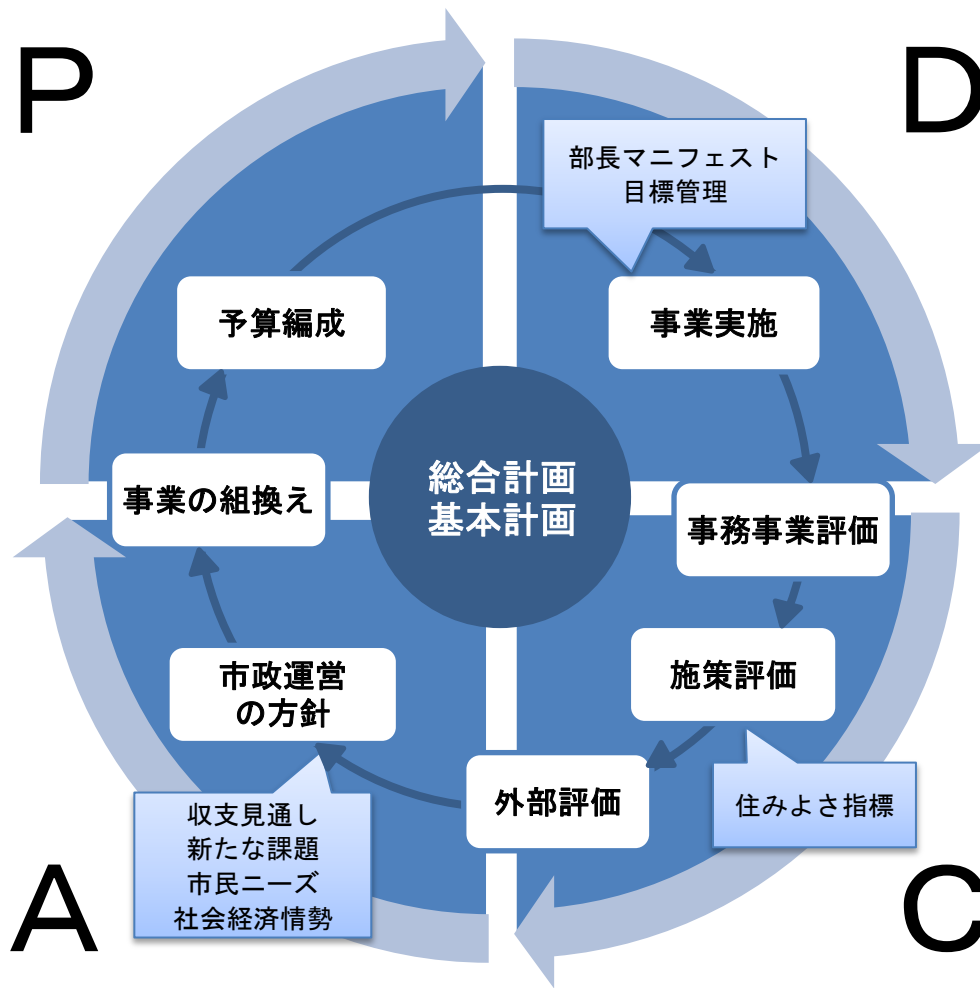 P
D
部長マニフェスト
目標管理
予算編成
事業実施
総合計画
基本計画
事業の組換え
事務事業評価
市政運営
の方針
施策評価
外部評価
住みよさ指標
収支見通し
新たな課題
市民ニーズ
社会経済情勢
A
C